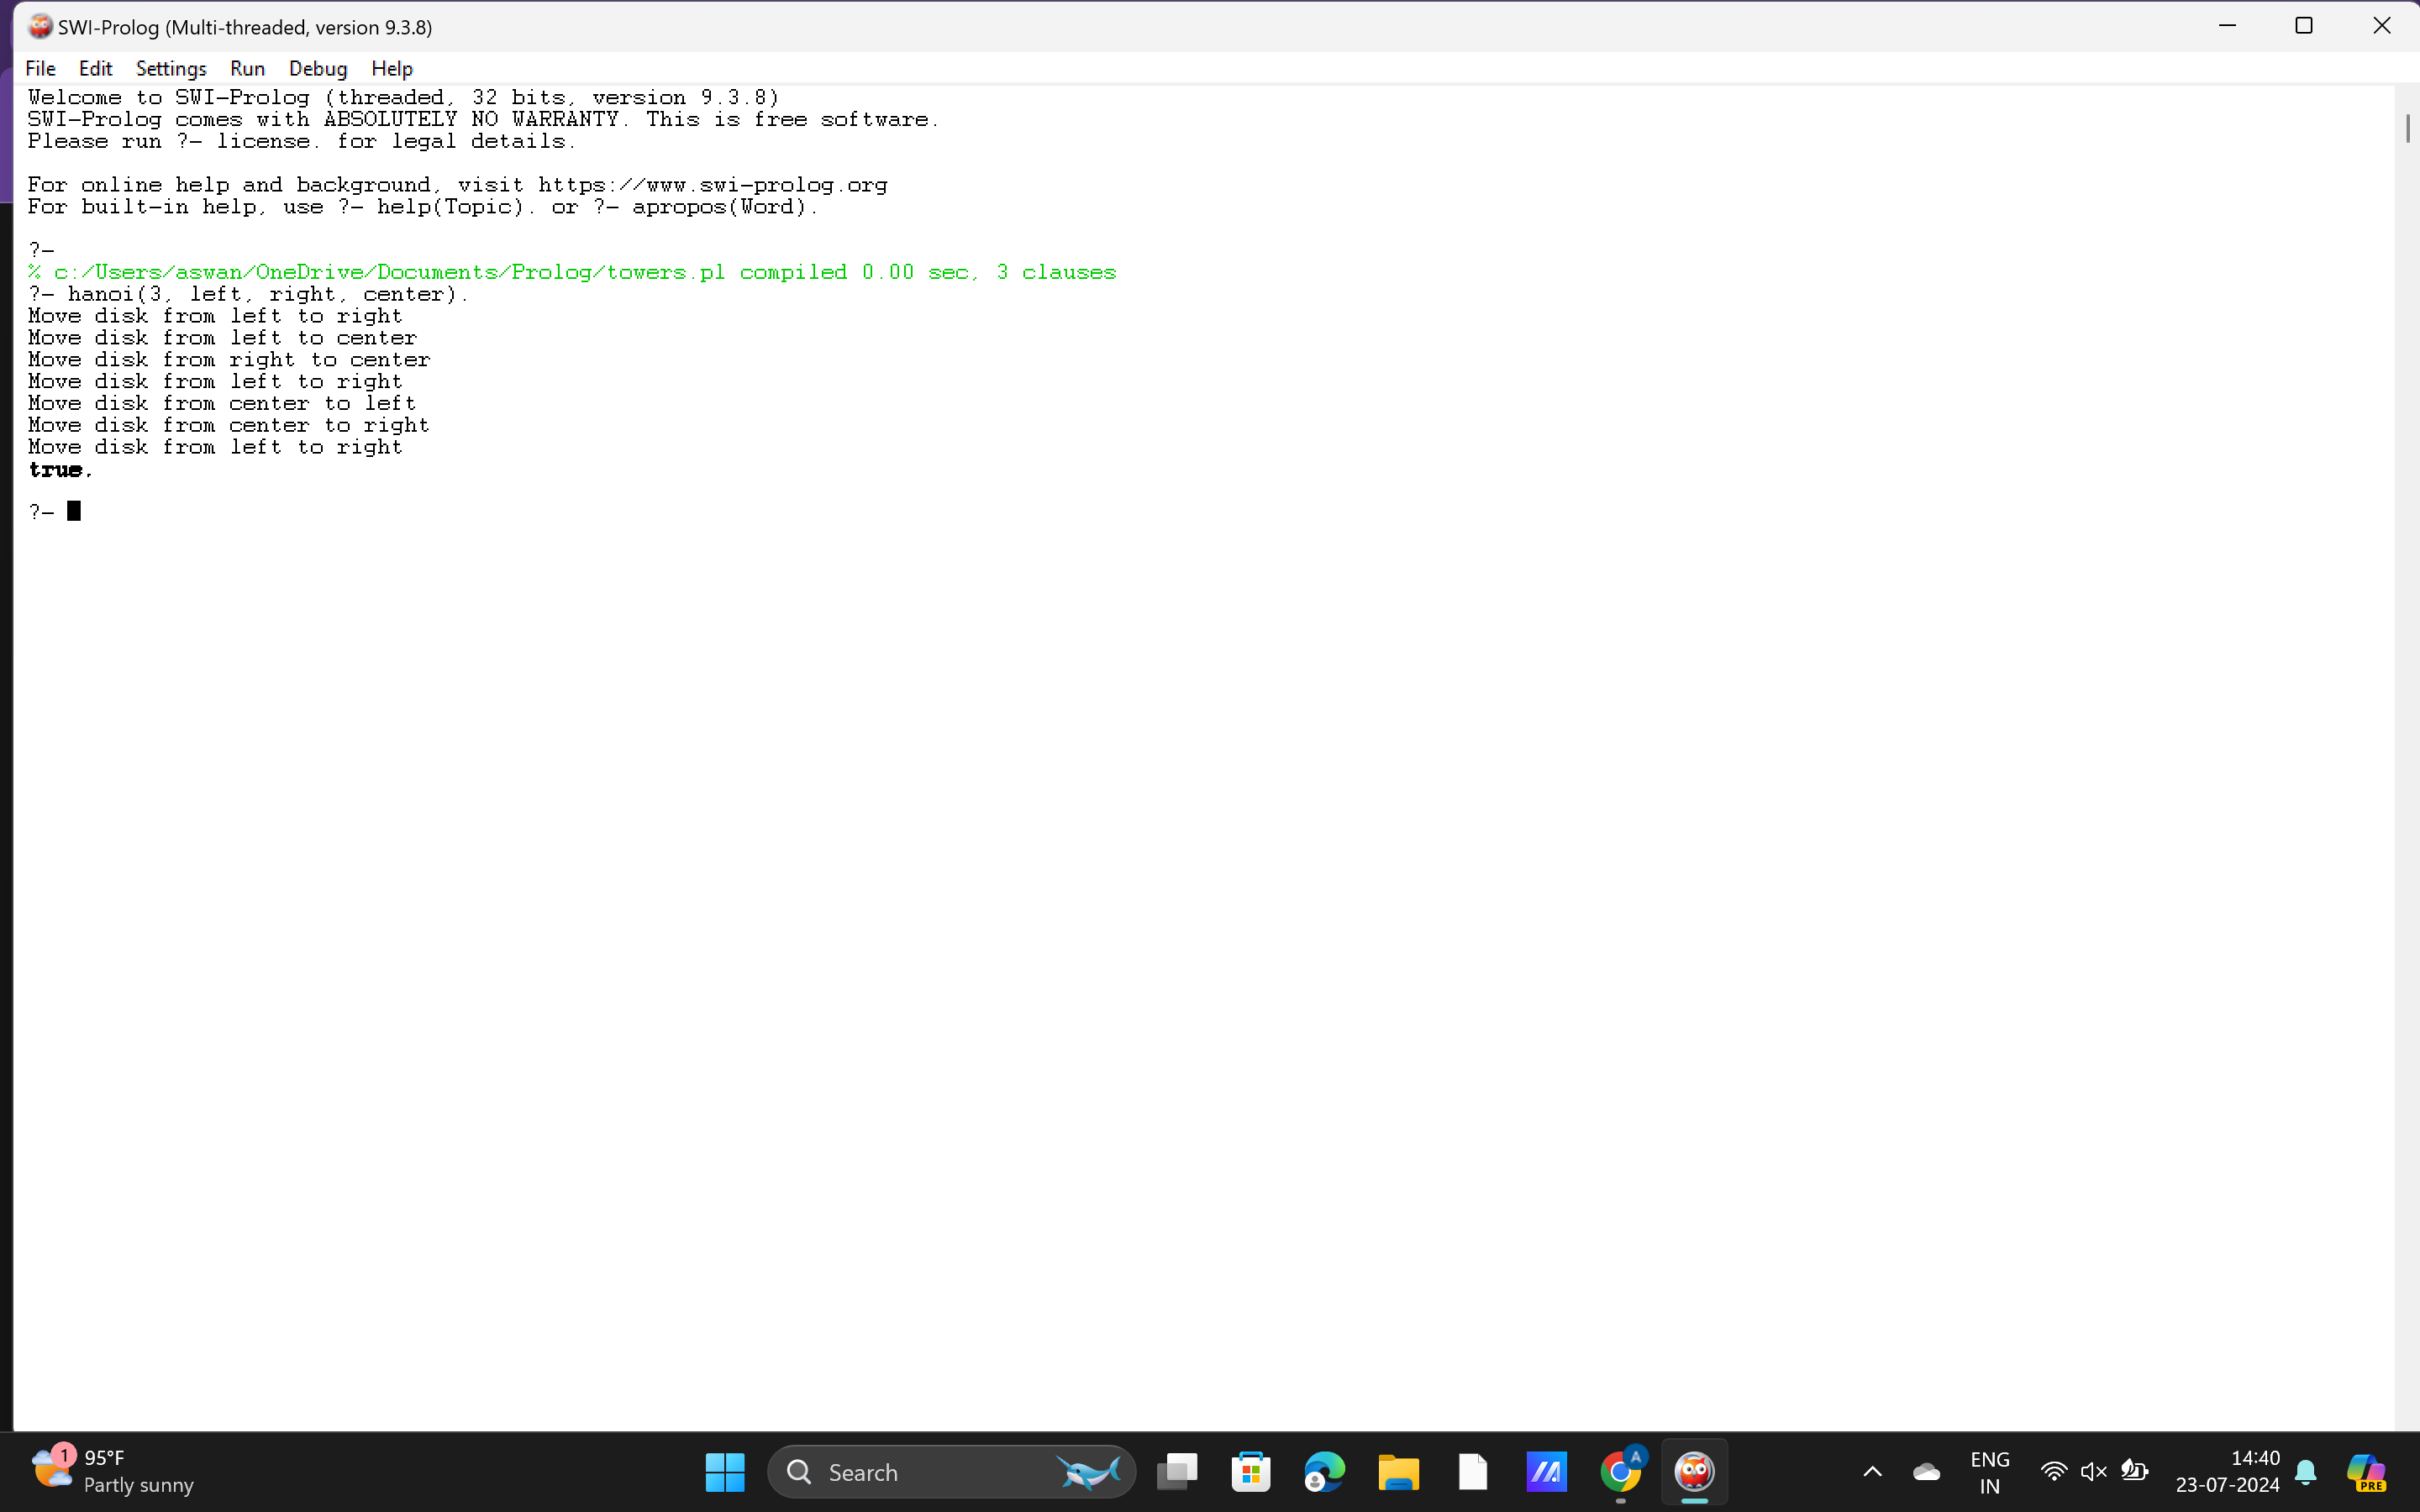 SWI-Prolog (Multi-threaded, version 9.3.8)
File Edit Settings Run Debug Help
Welcome to SWI-Prolog (threaded, 32 bits, version 9.3.8)
SWI-Prolog comes with ABSOLUTELY NO WARRANTY. This is free software.
Please run ?- license. for legal details.
For online help and background, visit https://www.swi-prolog.org
For built-in help, use ?- help(Topic). or ?- apropos(Word).
?-
% c:/Users/aswan/OneDrive/Documents/Prolog/towers.pl compiled 0.00 sec, 3 clauses
?- hanoi(3, left, right, center).
Move disk from left to right
Move disk from left to center
Move disk from right to center
Move disk from left to right
Move disk from center to left
Move disk from center to right
Move disk from left to right
true.
?-
1 95°F
Partly sunny
Search
A
ENG
IN
14:40
23-07-2024
PRE